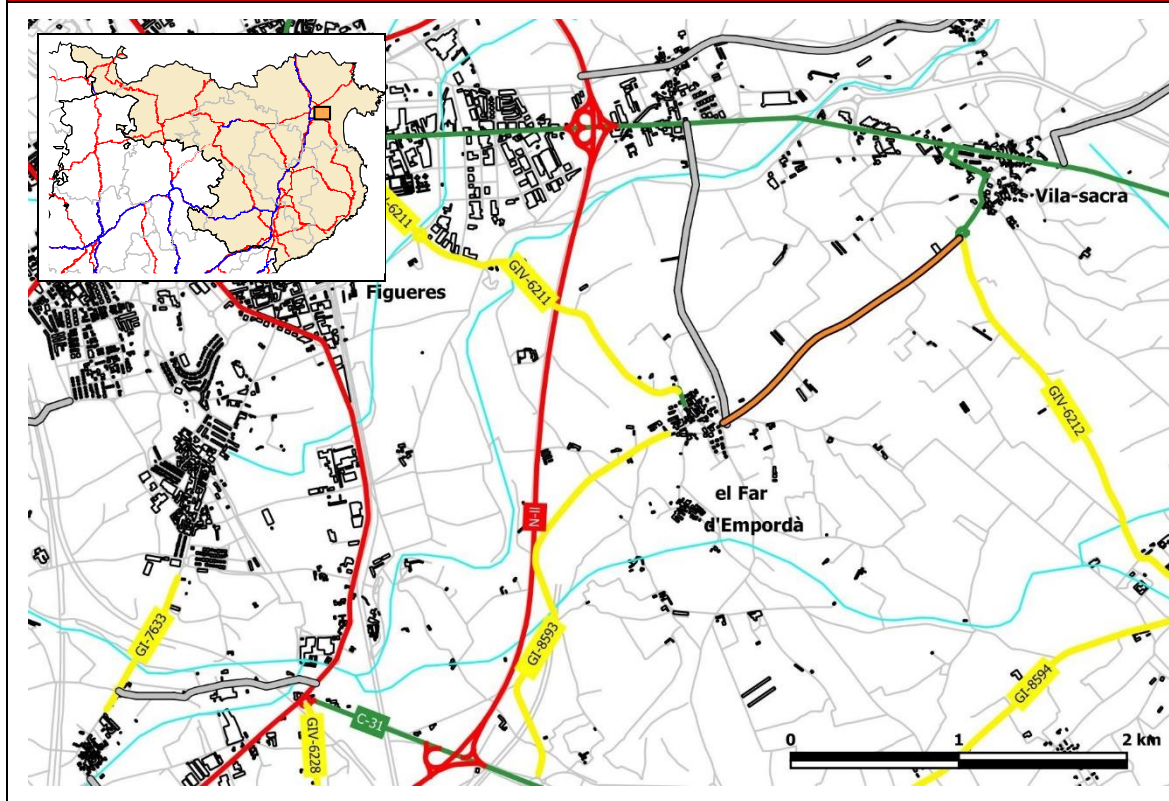 GIV-6211
Figueres
GIV-6211
Vila-sacra
GIV-6212
N-II
el Far
d'Empordà
GI-7633
GI-8593
GI-8594
C-31
GIV-6228
0
1
2 km